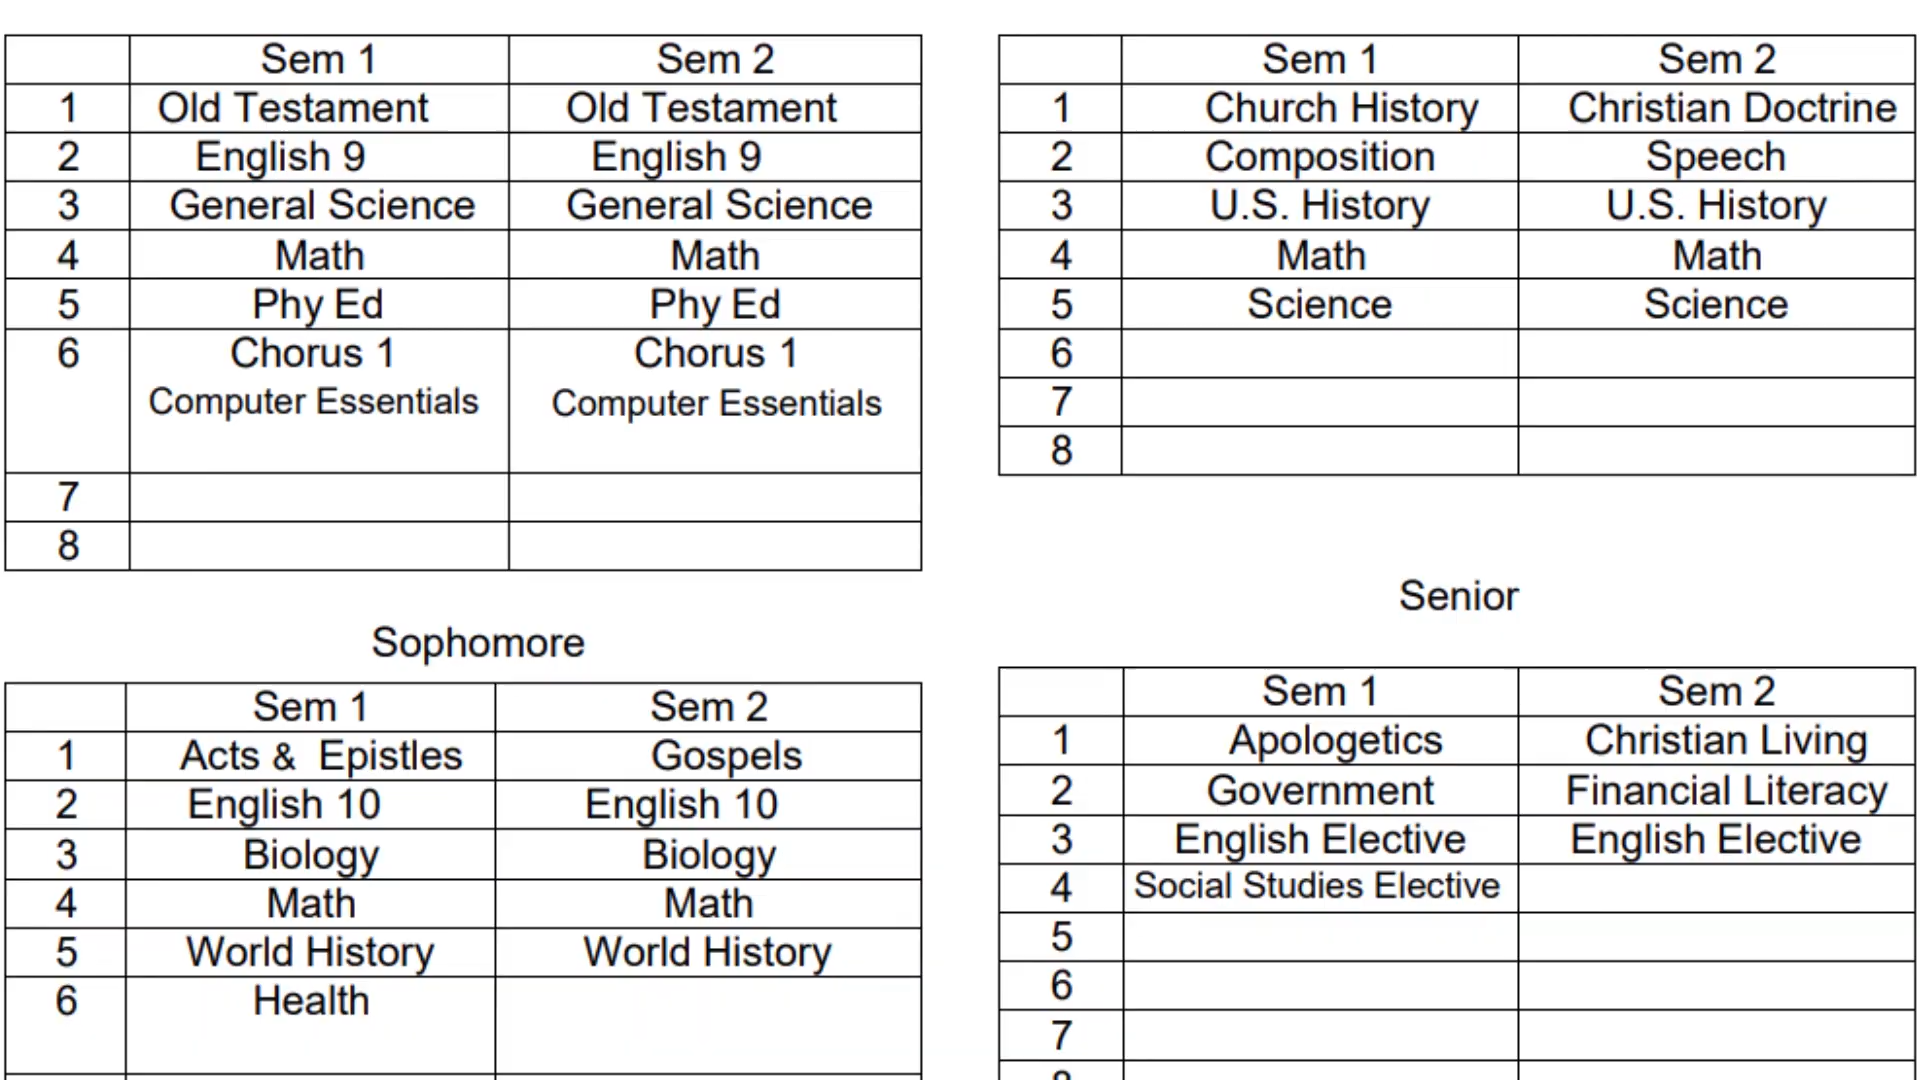 Sem 1 Sem 2
1 Old Testament Old Testament
2 English 9 English 9
3 General Science General Science
4 Math Math
5 Phy Ed Phy Ed
6 Chorus 1 Chorus 1
Computer Essentials Computer Essentials
7
8
Sophomore
Sem 1 Sem 2
1 Acts & Epistles Gospels
2 English 10 English 10
3 Biology Biology
4 Math Math
5 World History World History
6 Health
Sem 1 Sem 2
1 Church History Christian Doctrine
2 Composition Speech
3 U.S. History U.S. History
4 Math Math
5 Science Science
6
7
8
Senior
Sem 1 Sem 2
1 Apologetics Christian Living
2 Government Financial Literacy
3 English Elective English Elective
4 Social Studies Elective
5
6
7